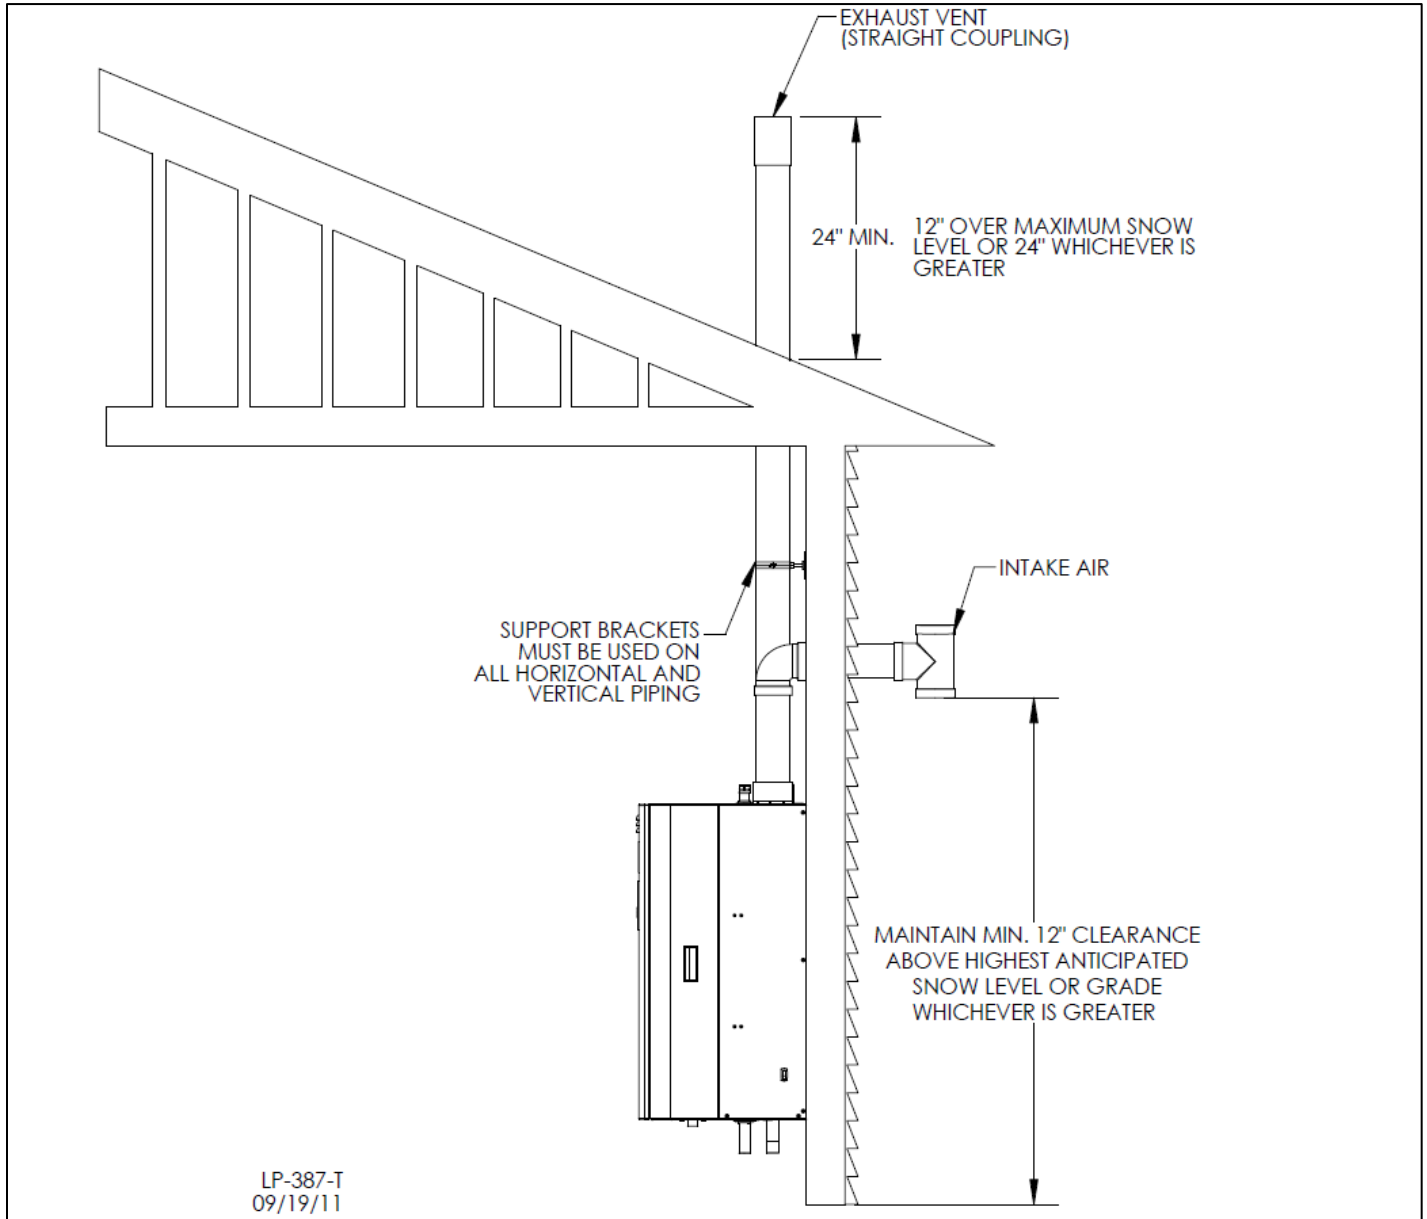 EXHAUST VENT
(STRAIGHT COUPLING)
24" MIN.
12" OVER MAXIMUM SNOW
LEVEL OR 24" WHICHEVER IS
GREATER
INTAKE AIR
SUPPORT BRACKETS
MUST BE USED ON
ALL HORIZONTAL AND
VERTICAL PIPING
MAINTAIN MIN. 12" CLEARANCE
ABOVE HIGHEST ANTICIPATED
SNOW LEVEL OR GRADE
WHICHEVER IS GREATER
LP-387-T
09/19/11